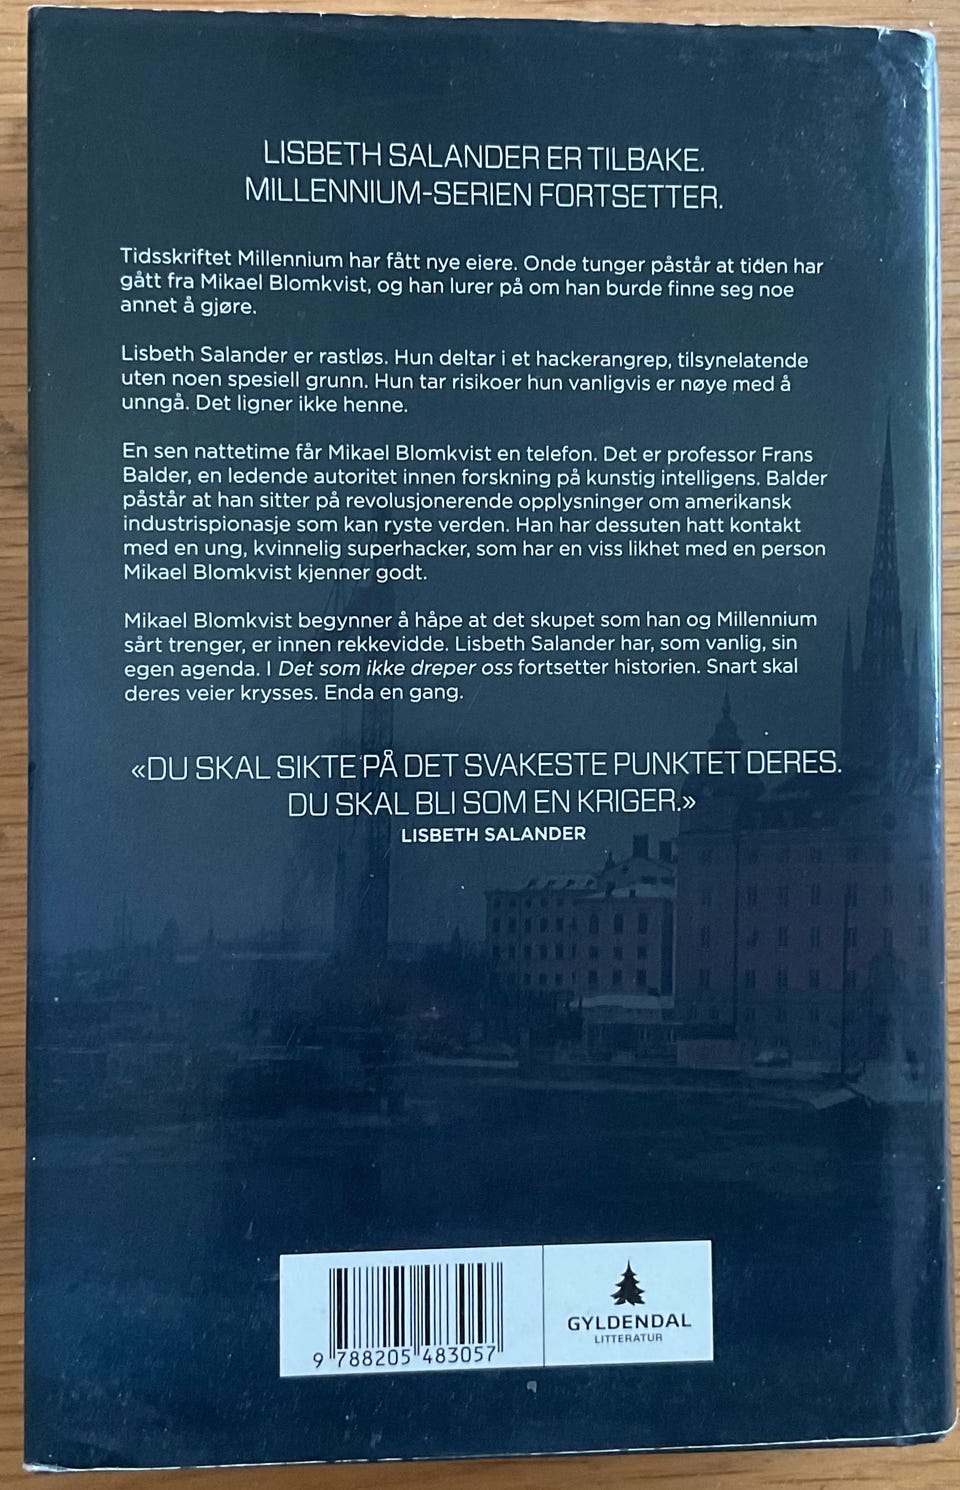 LISBETH SALANDER ER TILBAKE.
MILLENNIUM-SERIEN FORTSETTER.
Tidsskriftet Millennium har fått nye eiere. Onde tunger påstår at tiden har
gått fra Mikael Blomkvist, og han lurer på om han burde finne seg noe
annet å gjøre.
Lisbeth Salander er rastløs. Hun deltar i et hackerangrep, tilsynelatende
uten noen spesiell grunn. Hun tar risikoer hun vanligvis er nøye med å
unngå. Det ligner ikke henne.
En sen nattetime får Mikael Blomkvist en telefon. Det er professor Frans
Balder, en ledende autoritet innen forskning på kunstig intelligens. Balder
påstår at han sitter på revolusjonerende opplysninger om amerikansk
industrispionasje som kan ryste verden. Han har dessuten hatt kontakt
med en ung, kvinnelig superhacker, som har en viss likhet med en person
Mikael Blomkvist kjenner godt.
Mikael Blomkvist begynner å håpe at det skupet som han og Millennium
sårt trenger, er innen rekkevidde. Lisbeth Salander har, som vanlig, sin
egen agenda. I Det som ikke dreper oss fortsetter historien. Snart skal
deres veier krysses. Enda en gang.
«DU SKAL SIKTE PÅ DET SVAKESTE PUNKTET DERES.
DU SKAL BLI SOM EN KRIGER.»
LISBETH SALANDER
9 788205 483057
GYLDENDAL
LITTERATUR